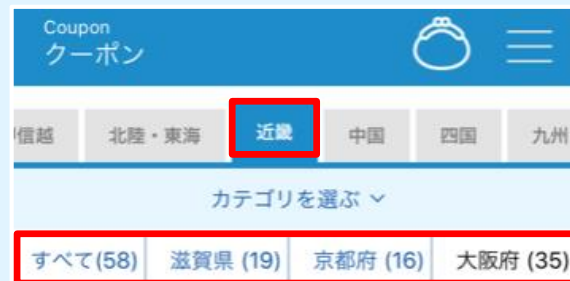 Coupon
クーポン
信越 北陸・東海 近畿 中国 四国 九州
カテゴリを選ぶ
すべて(58) 滋賀県 (19) 京都府 (16) 大阪府 (35)